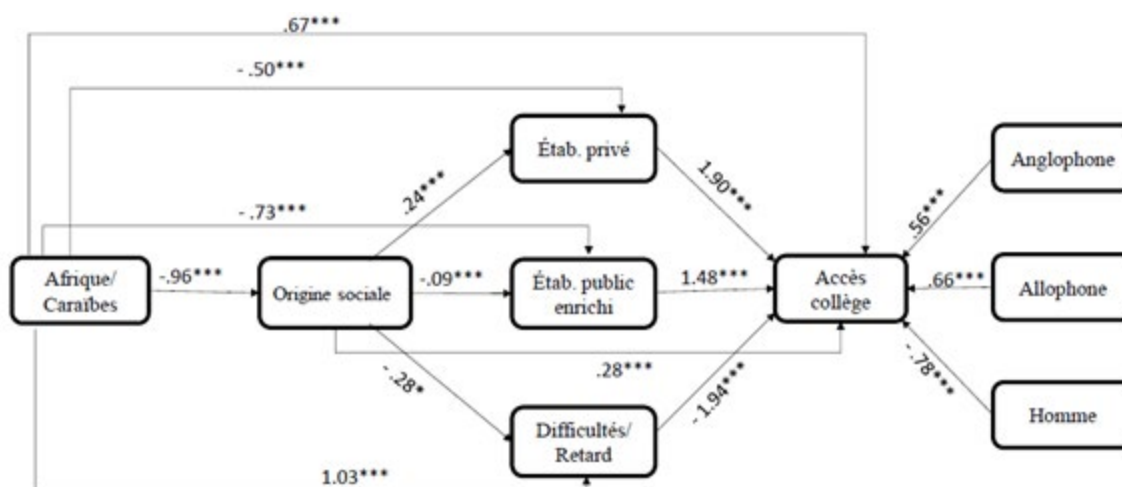 .67***
- .50***
Étab. privé
Anglophone
.24***
1.90***
.56***
- .73***
Afrique/
Caraïbes
-.96***
Origine sociale
-.09***
Étab. public
enrichi
1.48***
Accès
collège
.66***
Allophone
- .28*
.28***
- 1.94***
- .78***
Difficultés/
Retard
Homme
1.03***